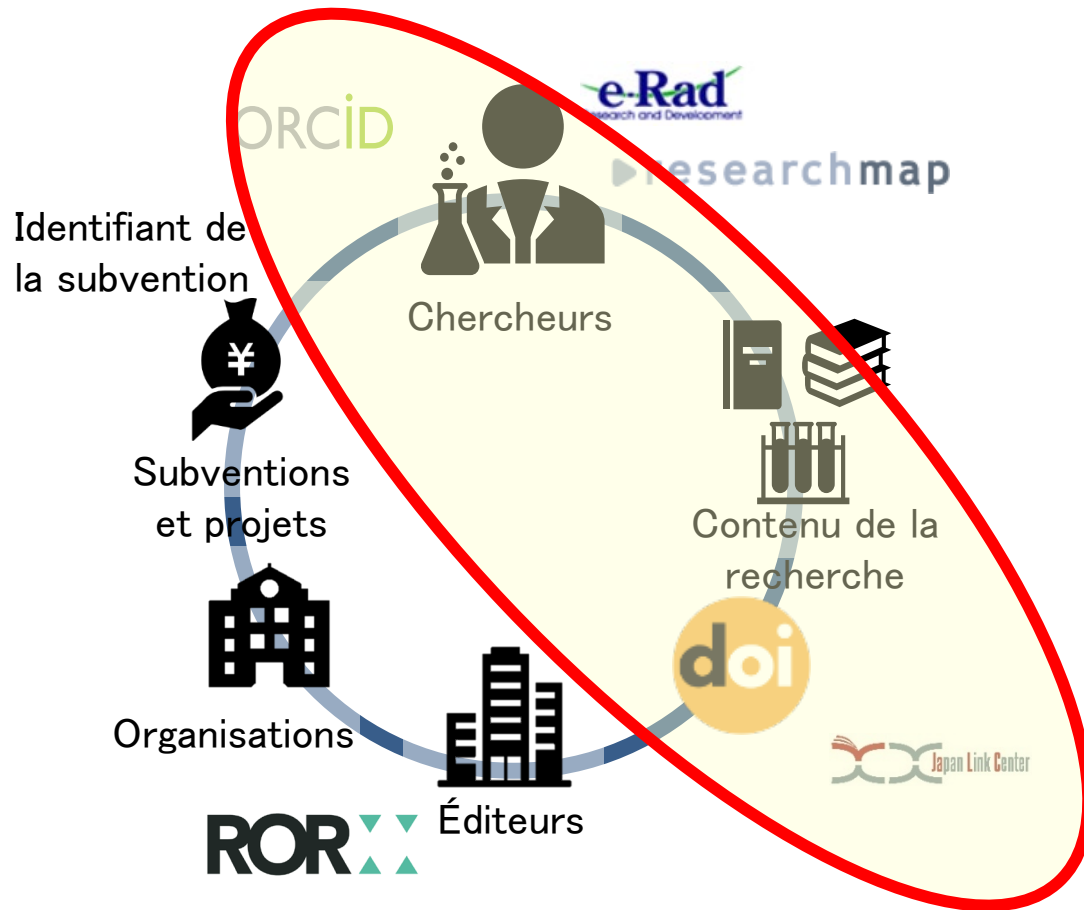 ORCiD
e-Rad
esearch and Development
researchmap
Identifiant de
la subvention
Chercheurs
¥
Subventions
et projets
Contenu de la
recherche
doi
Organisations
Japan Link Center
Éditeurs
ROR